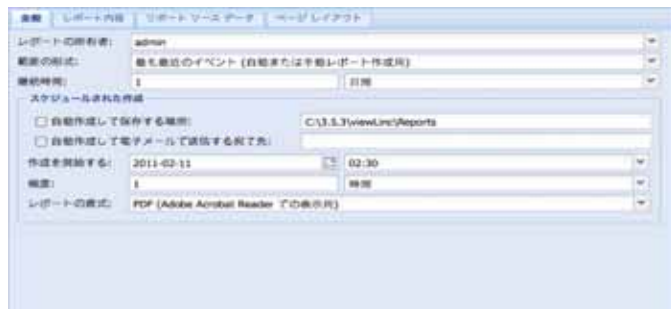 全般 レポート内容 リポート ソース データ ページ レイアウト
レポートの所有者: admin
範囲の形式: 最も最近のイベント (自動または手動レポート作成用)
継続時間: 1 日間
スケジュールされた作成
自動作成して保存する場所: C:\3.5.3\viewLinc\Reports
自動作成して電子メールで送信する宛て先:
作成を開始する: 2011-02-11 02:30
頻度: 1 時間
レポートの書式: PDF (Adobe Acrobat Reader での表示用)